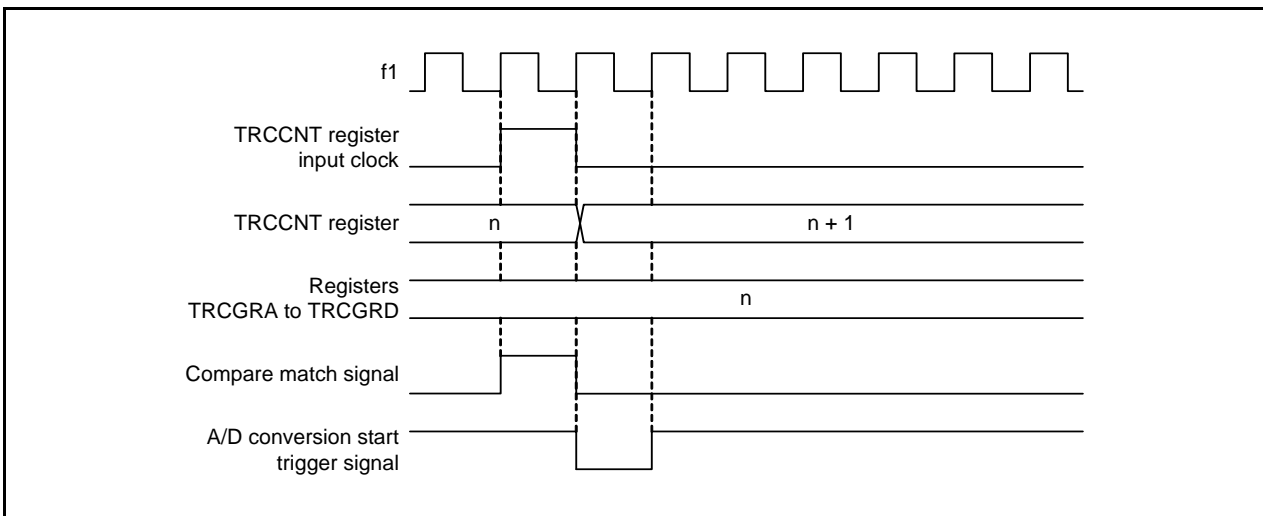 f1
TRCCNT register
input clock
TRCCNT register
n
n + 1
Registers
TRCGRA to TRCGRD
n
Compare match signal
A/D conversion start
trigger signal